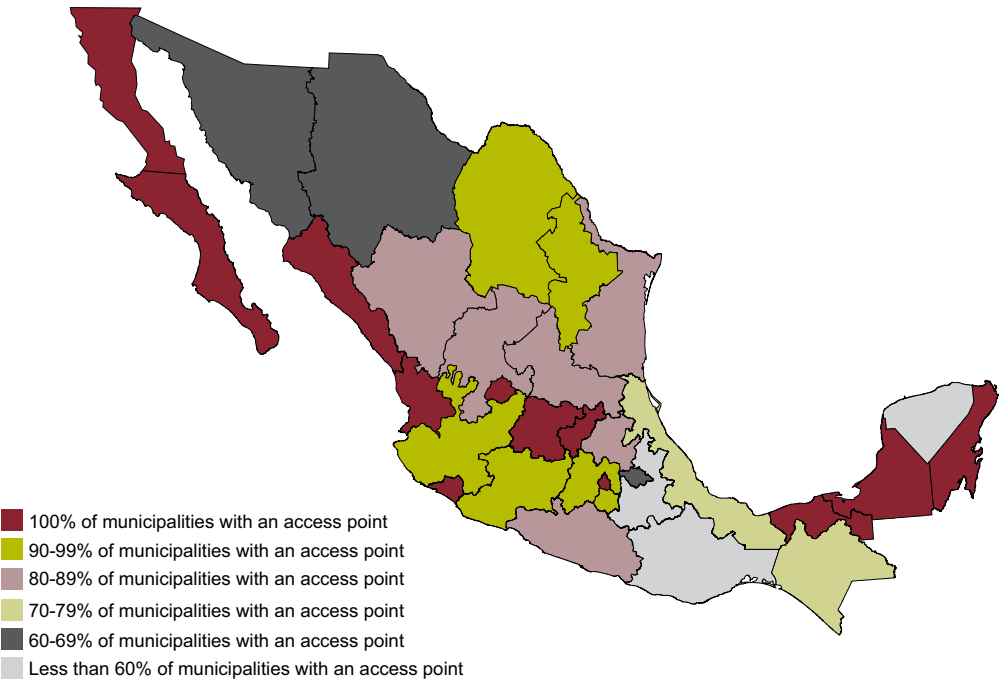 100% of municipalities with an access point
90-99% of municipalities with an access point
80-89% of municipalities with an access point
70-79% of municipalities with an access point
60-69% of municipalities with an access point
Less than 60% of municipalities with an access point